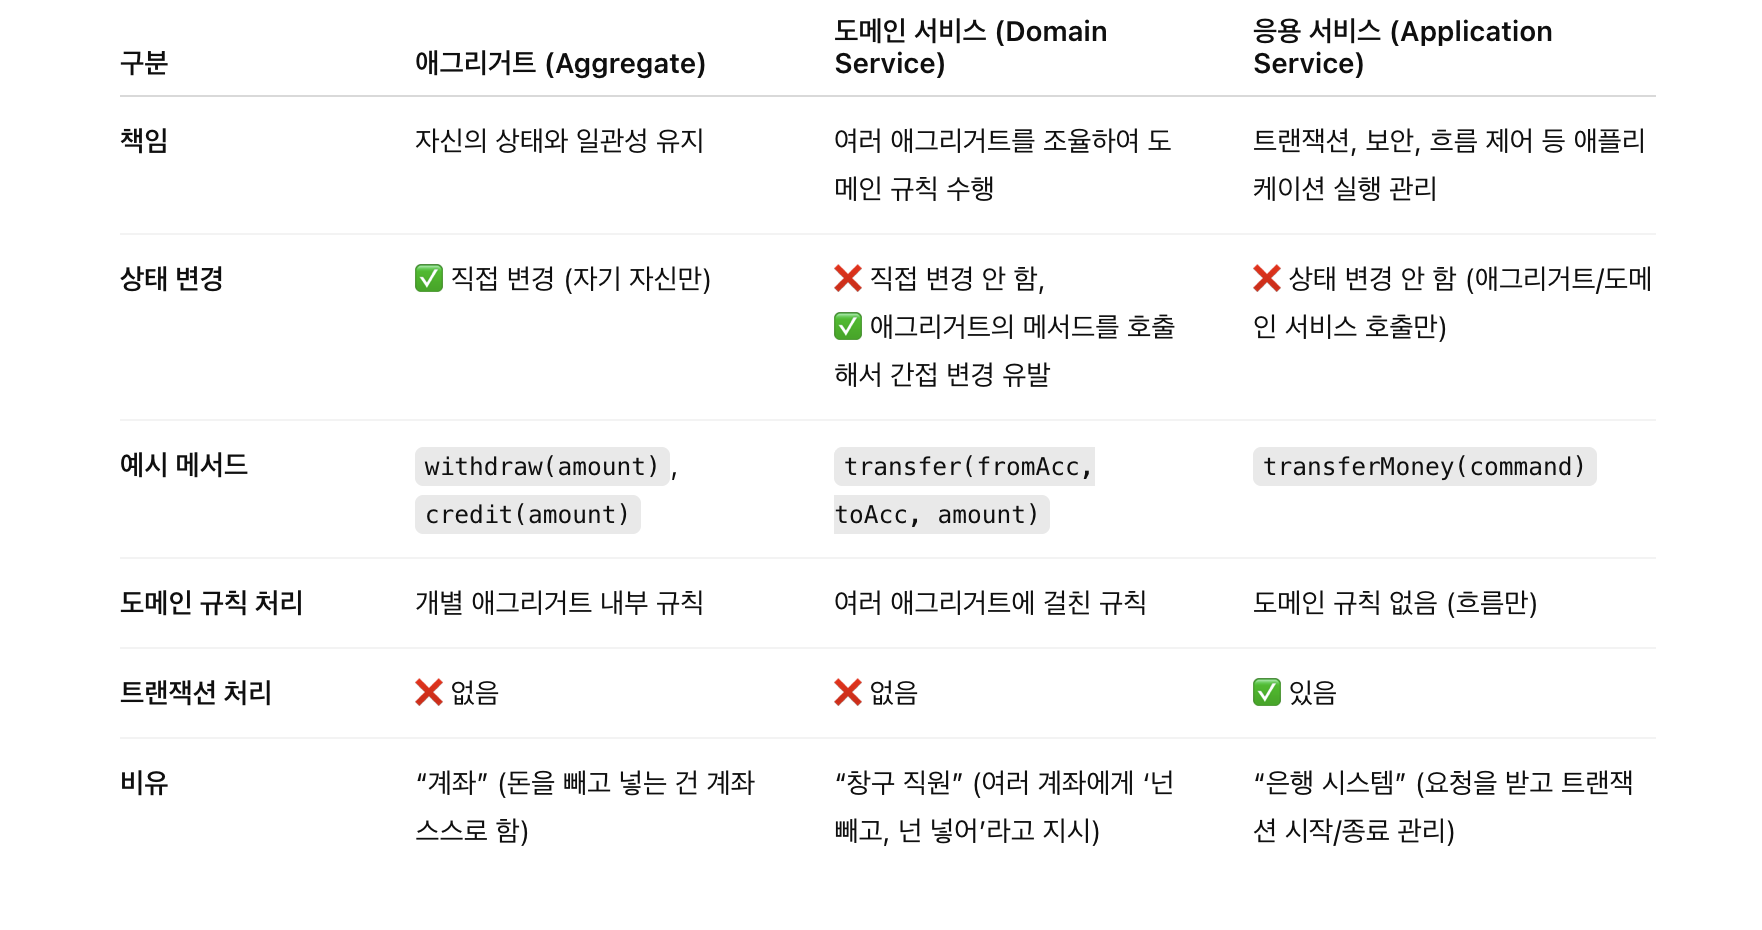 구분
애그리거트 (Aggregate)
도메인 서비스 (Domain
Service)
응용 서비스 (Application
Service)
책임
자신의 상태와 일관성 유지
여러 애그리거트를 조율하여 도
메인 규칙 수행
트랜잭션, 보안, 흐름 제어 등 애플리
케이션 실행 관리
상태 변경
✅ 직접 변경 (자기 자신만)
❌ 직접 변경 안 함,
✅ 애그리거트의 메서드를 호출
해서 간접 변경 유발
❌ 상태 변경 안 함 (애그리거트/도메
인 서비스 호출만)
예시 메서드
withdraw(amount),
credit(amount)
transfer(fromAcc,
toAcc, amount)
transferMoney(command)
도메인 규칙 처리
개별 애그리거트 내부 규칙
여러 애그리거트에 걸친 규칙
도메인 규칙 없음 (흐름만)
트랜잭션 처리
❌ 없음
❌ 없음
✅ 있음
비유
“계좌” (돈을 빼고 넣는 건 계좌
스스로 함)
“창구 직원” (여러 계좌에게 ‘넌
빼고, 넌 넣어’라고 지시)
“은행 시스템” (요청을 받고 트랜잭
션 시작/종료 관리)